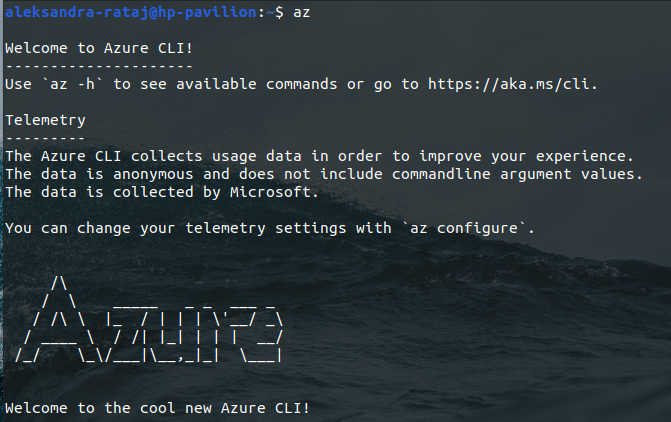 aleksandra-rataj@hp-pavilion:~$ az
Welcome to Azure CLI!
---------------------
Use `az -h` to see available commands or go to https://aka.ms/cli.
Telemetry
---------
The Azure CLI collects usage data in order to improve your experience.
The data is anonymous and does not include commandline argument values.
The data is collected by Microsoft.
You can change your telemetry settings with `az configure`.
     /\
    /  \    _____   _ _  ___ _
   / /\ \  |_  / | | | \'__/ _\
  / ____ \  / /| |_| | | |  __/
 /_/    \_\/___|\__,_|_|  \___|
Welcome to the cool new Azure CLI!